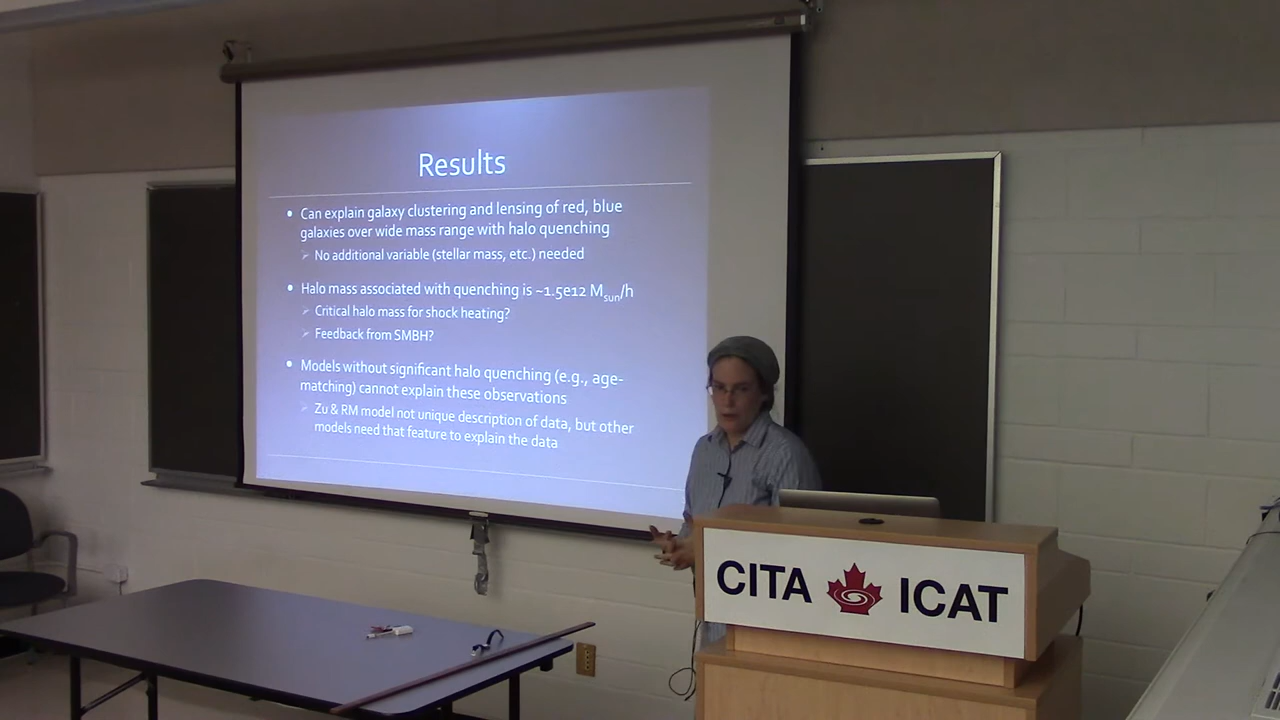 Results
• Can explain galaxy clustering and lensing of red, blue
galaxies over wide mass range with halo quenching
➢ No additional variable (stellar mass, etc.) needed
• Halo mass associated with quenching is ~1.5e12 Msun/h
➢ Critical halo mass for shock heating?
➢ Feedback from SMBH?
• Models without significant halo quenching (e.g., age-
matching) cannot explain these observations
➢ Zu & RM model not unique description of data, but other
models need that feature to explain the data
CITA ICAT